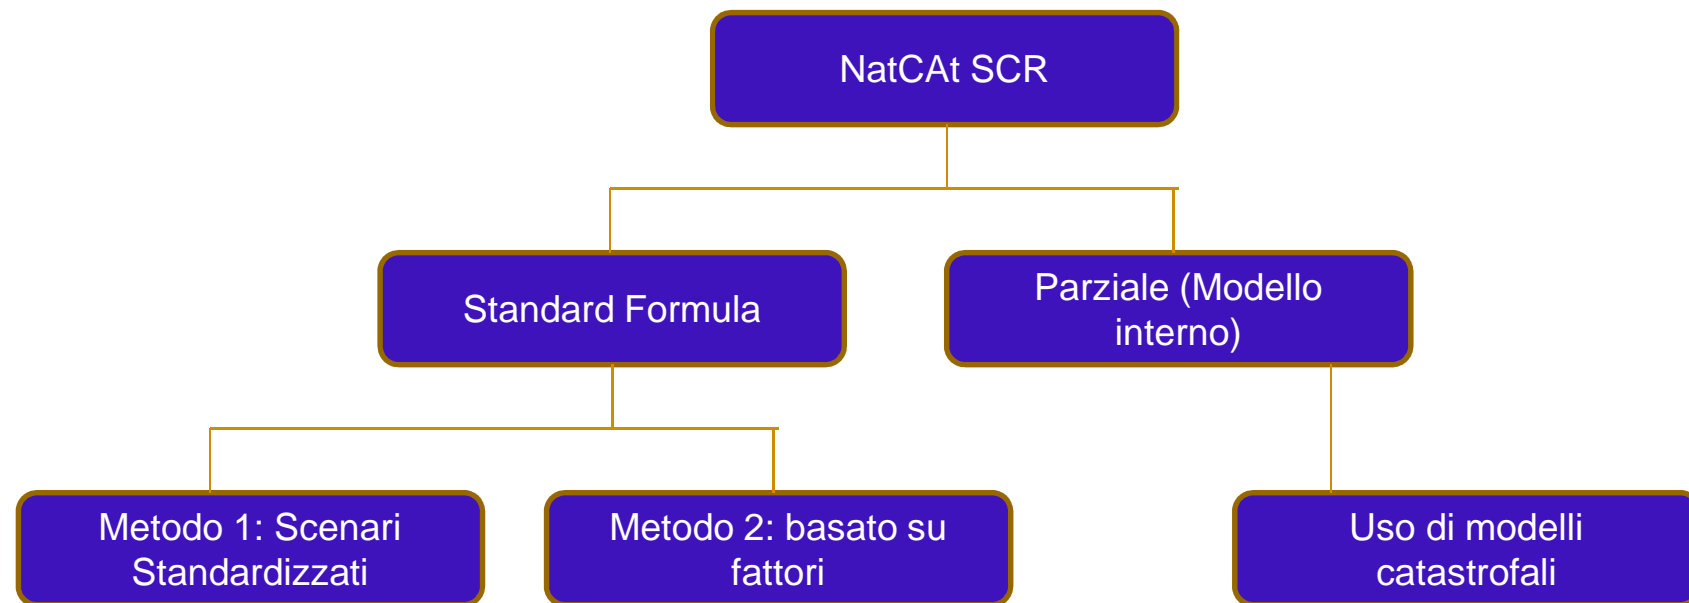 NatCAt SCR
Standard Formula
Parziale (Modello
interno)
Metodo 1: Scenari
Standardizzati
Metodo 2: basato su
fattori
Uso di modelli
catastrofali